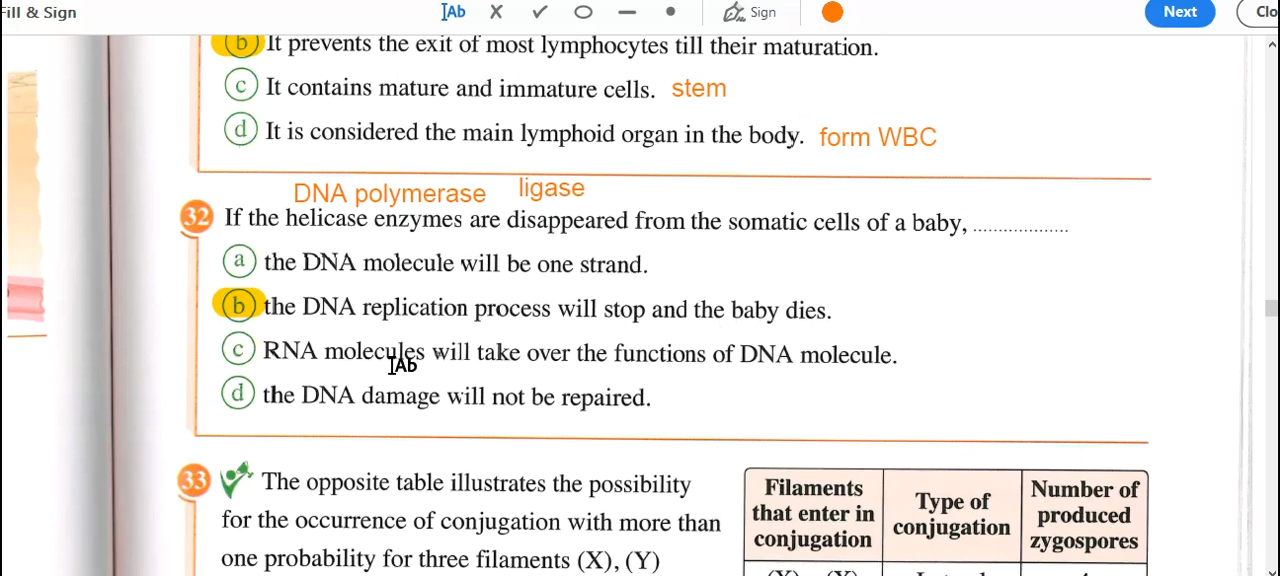 Fill & Sign
Ab
Sign
Next
Clo
b It prevents the exit of most lymphocytes till their maturation.
c It contains mature and immature cells. stem
d It is considered the main lymphoid organ in the body. form WBC
DNA polymerase ligase
32 If the helicase enzymes are disappeared from the somatic cells of a baby, ...................
a the DNA molecule will be one strand.
b the DNA replication process will stop and the baby dies.
c RNA molecules will take over the functions of DNA molecule.
Ab
d the DNA damage will not be repaired.
33 The opposite table illustrates the possibility
for the occurrence of conjugation with more than
one probability for three filaments (X), (Y)
Filaments that enter in conjugation
Type of conjugation
Number of produced zygospores